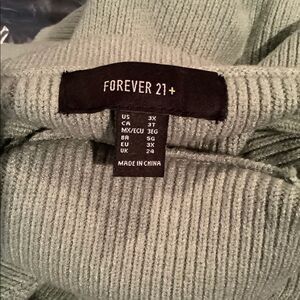 FOREVER 21+
US 3X
CA 3T
MX/ECU 3EG
BR 5G
EU 3X
UK 24
MADE IN CHINA